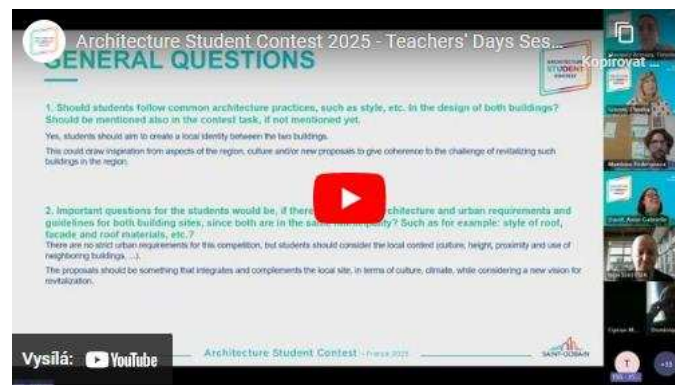 Architecture Student Contest 2025 - Teachers' Days Ses...
Kopírovat ...
GENERAL QUESTIONS
ARCHITECTURE
STUDENT
CONTEST
1. Should students follow common architecture practices, such as style, etc. in the design of both buildings?
Should be mentioned also in the contest task, if not mentioned yet.
Yes, students should aim to create a local identity between the two buildings.
This could draw inspiration from aspects of the region, culture and/or new proposals to give coherence to the challenge of revitalizing such
buildings in the region.
2. Important questions for the students would be, if there architecture and urban requirements and
guidelines for both building sites, since both are in the same municipality? Such as for example: style of roof,
facade and roof materials, etc.?
There are no strict urban requirements for this competition, but students should consider the local context (culture, height, proximity and use of
neighboring buildings, ...).
The proposals should be something that integrates and complements the local site, in terms of culture, climate, while considering a new vision for
revitalization.
Vysílá: YouTube
Architecture Student Contest - France 2025
SAINT-GOBAIN
T
+15